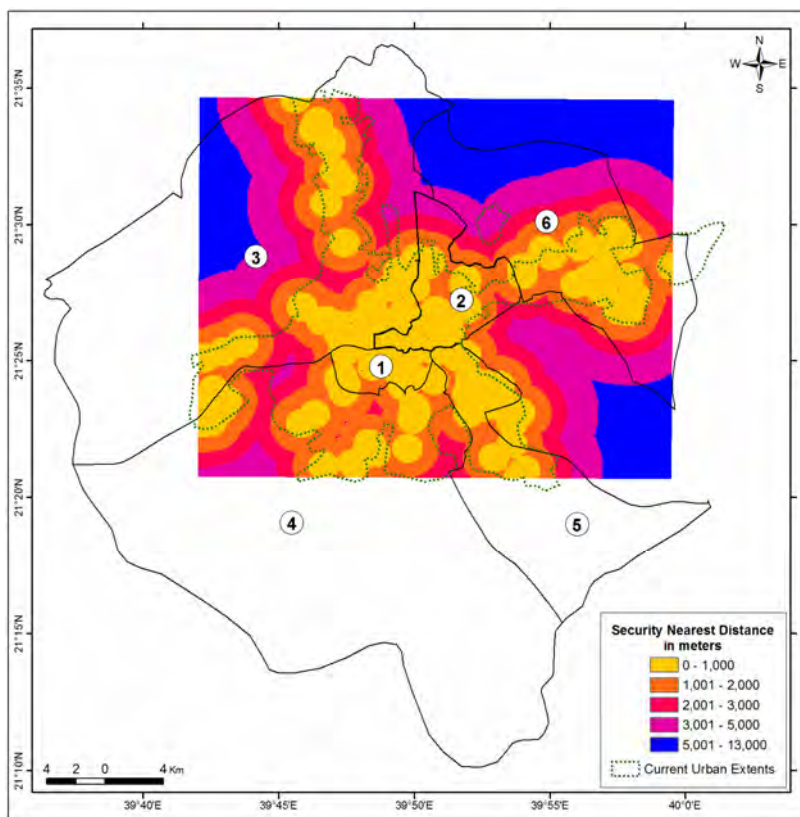 N
W E
S
21°35'N
21°30'N
21°25'N
21°20'N
21°15'N
21°10'N
6
3
2
1
4
5
Security Nearest Distance
in meters
0 - 1,000
1,001 - 2,000
2,001 - 3,000
3,001 - 5,000
5,001 - 13,000
Current Urban Extents
4 2 0 4 Km
39°40'E 39°45'E 39°50'E 39°55'E 40°0'E